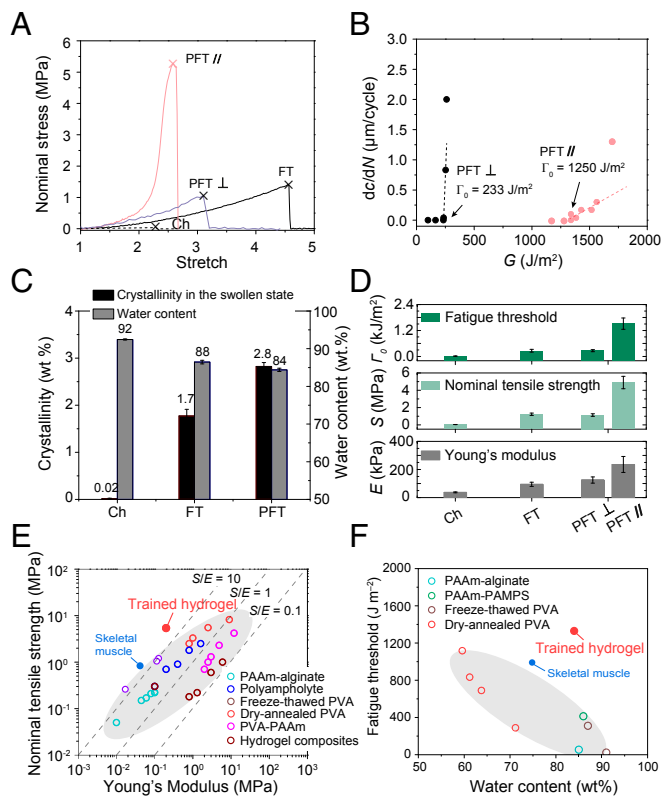 A
Nominal stress (MPa)
6
5
4
3
2
1
0
PFT //
PFT ⊥
FT
Ch
1 2 3 4 5
Stretch
B
dc/dN (μm/cycle)
3.0
2.5
2.0
1.5
1.0
0.5
0.0
PFT ⊥
Γ₀ = 233 J/m²
PFT //
Γ₀ = 1250 J/m²
0 500 1000 1500 2000
G (J/m²)
C
Crystallinity (wt %)
4
3
2
1
0
Crystallinity in the swollen state
Water content
92
88
2.8
84
1.7
0.02
100
90
80
70
60
50
Water content (wt.%)
Ch FT PFT
D
Γ₀ (kJ/m²)
2.4
1.2
0.0
Fatigue threshold
S (MPa)
6
4
2
0
Nominal tensile strength
E (kPa)
400
200
0
Young's modulus
Ch FT PFT ⊥ PFT //
E
Nominal tensile strength (MPa)
10²
10¹
10⁰
10⁻¹
10⁻²
S/E = 10
S/E = 1
S/E = 0.1
Trained hydrogel
Skeletal
muscle
PAAm-alginate
Polyampholyte
Freeze-thawed PVA
Dry-annealed PVA
PVA-PAAm
Hydrogel composites
10⁻³ 10⁻² 10⁻¹ 10⁰ 10¹ 10² 10³
Young's Modulus (MPa)
F
Fatigue threshold (J m⁻²)
2000
1600
1200
800
400
0
PAAm-alginate
PAAm-PAMPS
Freeze-thawed PVA
Dry-annealed PVA
Trained hydrogel
Skeletal muscle
50 60 70 80 90 100
Water content (wt%)